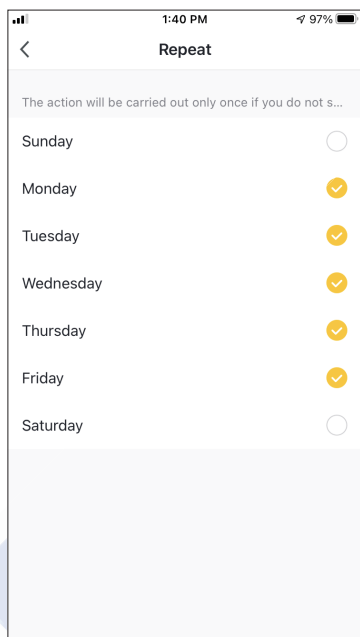 1:40 PM 97%
Repeat
The action will be carried out only once if you do not s...
Sunday
Monday
Tuesday
Wednesday
Thursday
Friday
Saturday